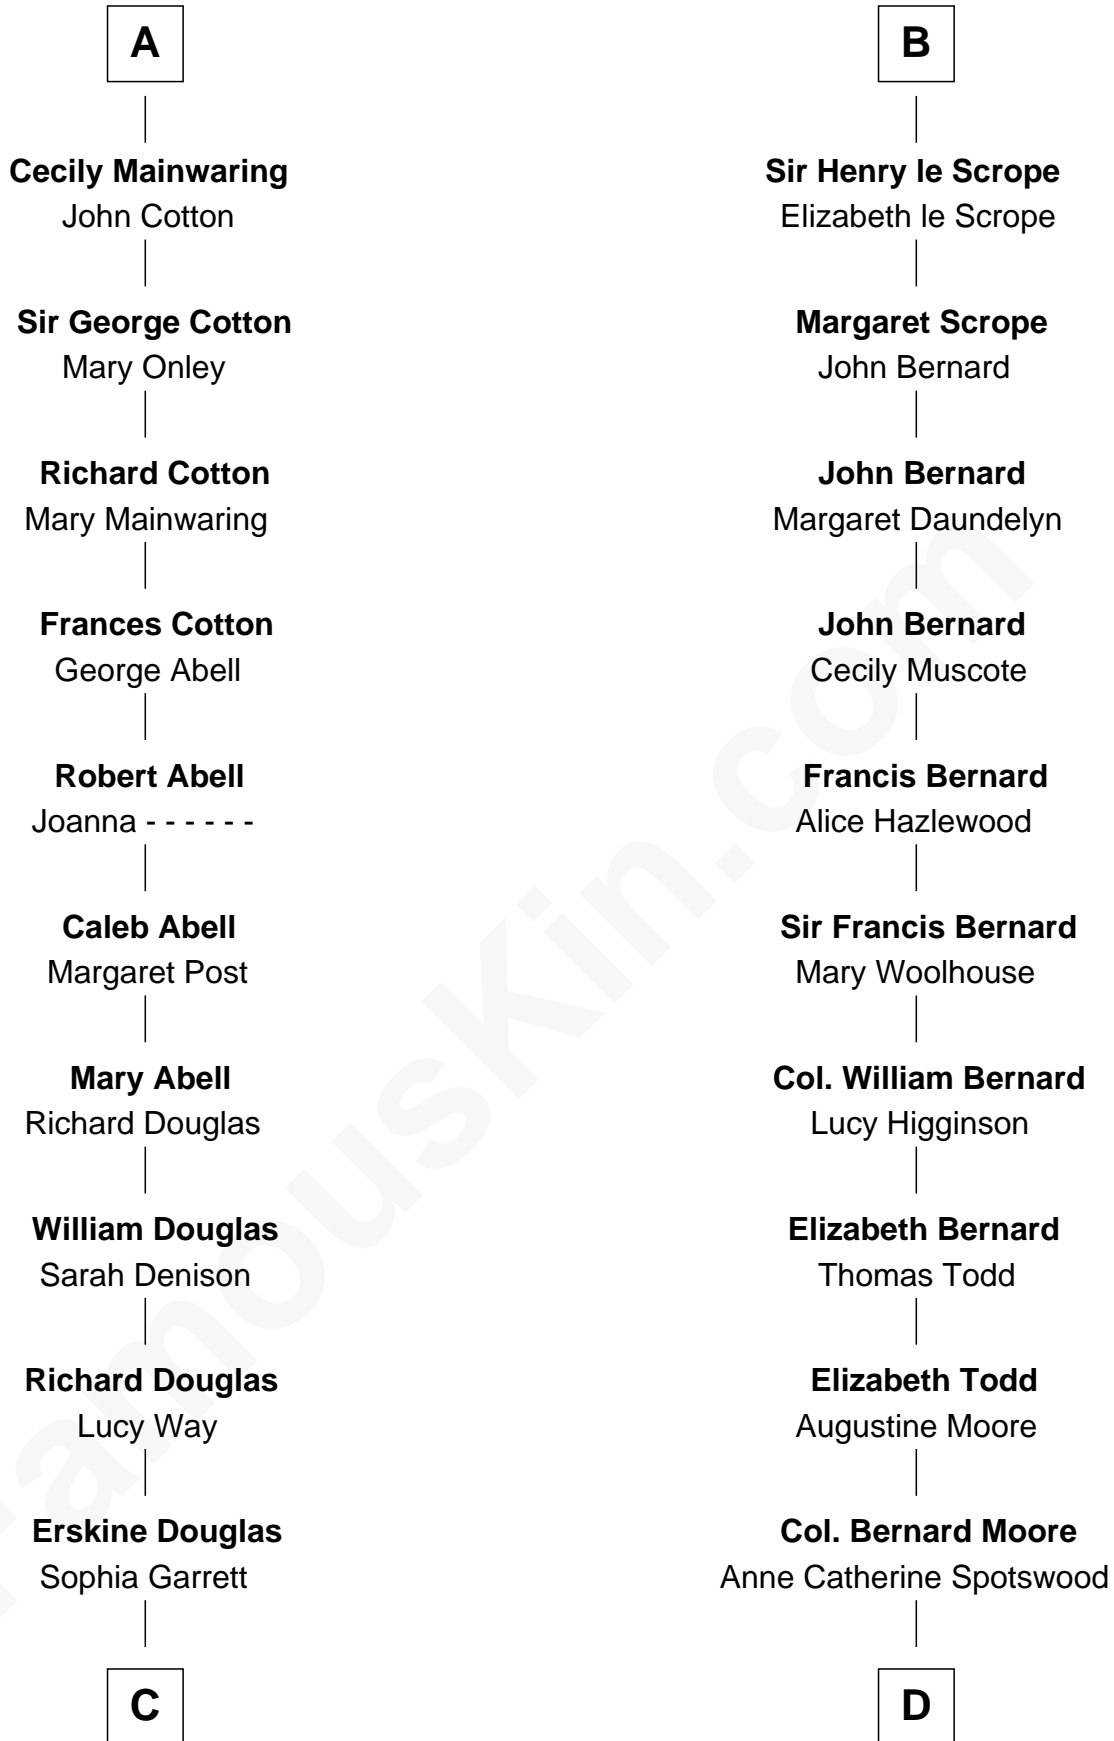 A
Cecily Mainwaring
John Cotton
Sir George Cotton
Mary Onley
Richard Cotton
Mary Mainwaring
Frances Cotton
George Abell
Robert Abell
Joanna - - - - - -
Caleb Abell
Margaret Post
Mary Abell
Richard Douglas
William Douglas
Sarah Denison
Richard Douglas
Lucy Way
Erskine Douglas
Sophia Garrett
C
B
Sir Henry le Scrope
Elizabeth le Scrope
Margaret Scrope
John Bernard
John Bernard
Margaret Daundelyn
John Bernard
Cecily Muscote
Francis Bernard
Alice Hazlewood
Sir Francis Bernard
Mary Woolhouse
Col. William Bernard
Lucy Higginson
Elizabeth Bernard
Thomas Todd
Elizabeth Todd
Augustine Moore
Col. Bernard Moore
Anne Catherine Spotswood
D
FamousKin.com